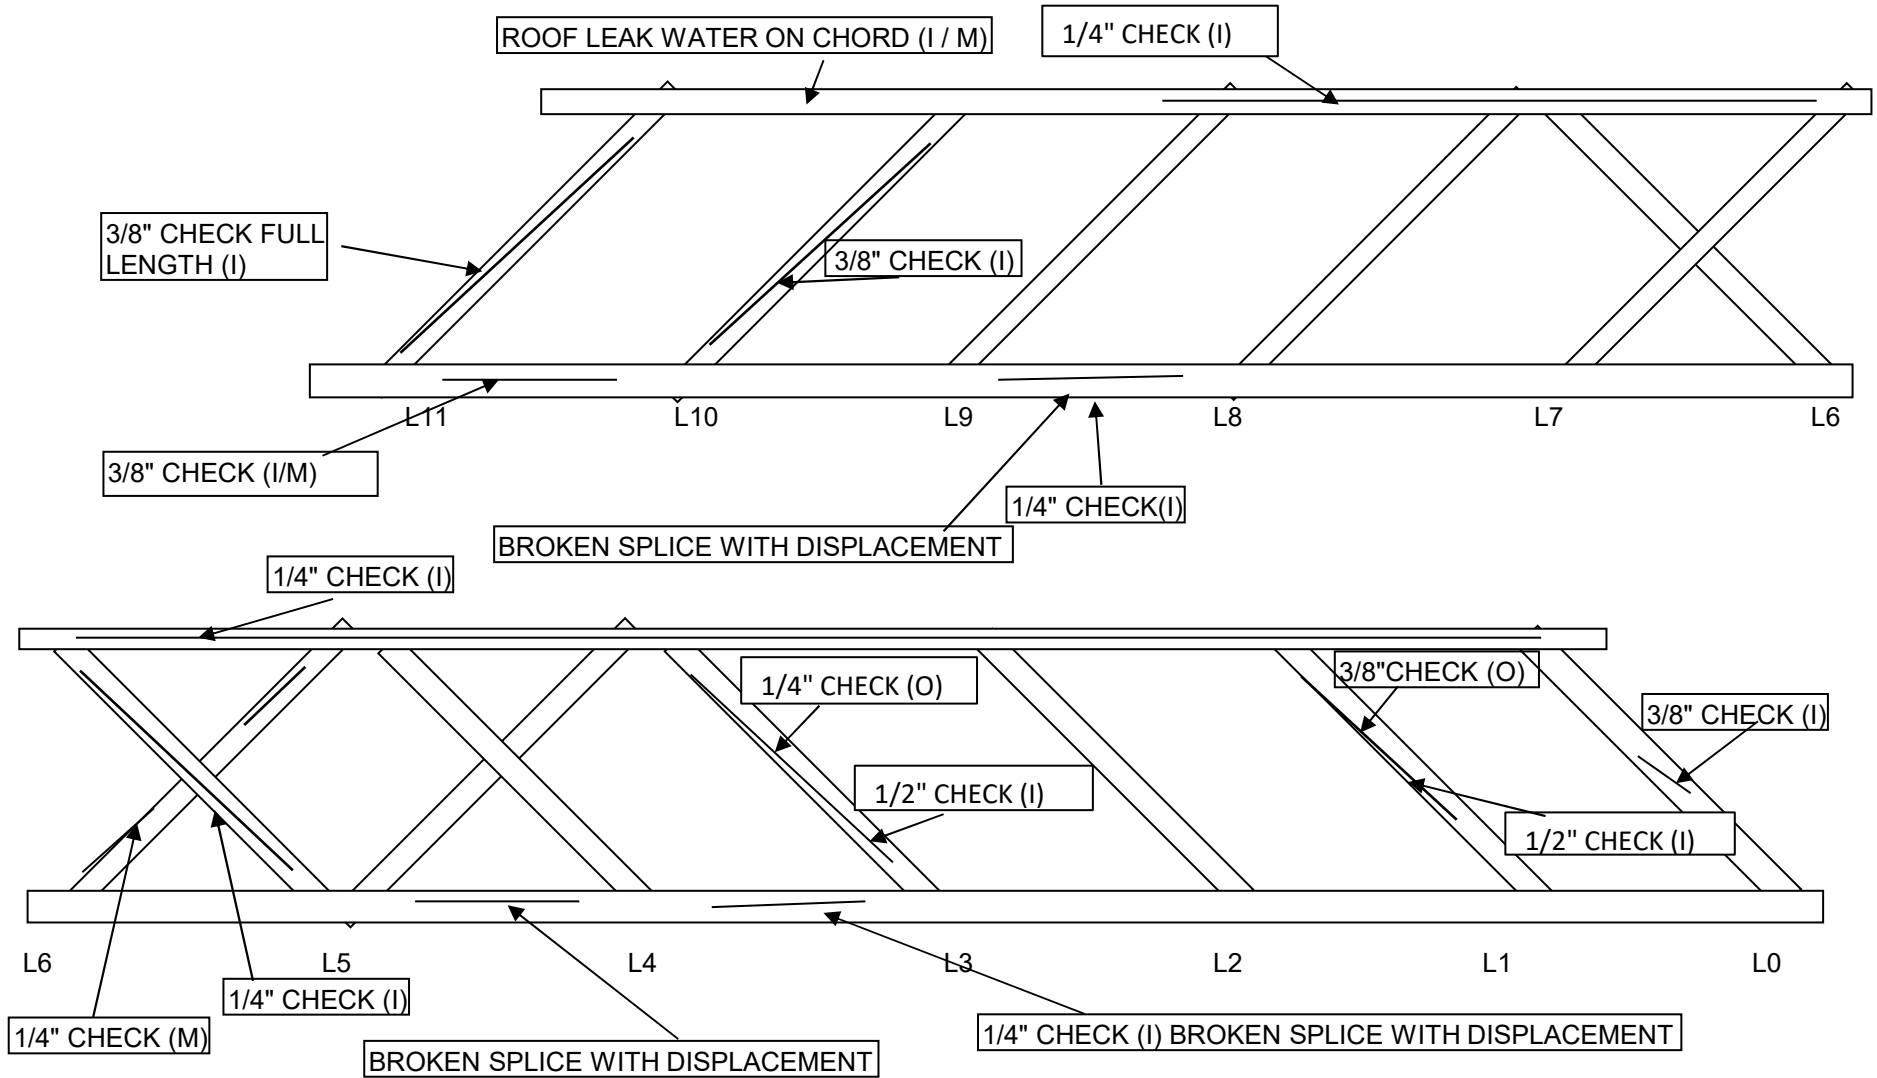 ROOF LEAK WATER ON CHORD (I / M)
1/4" CHECK (I)
3/8" CHECK FULL
LENGTH (I)
3/8" CHECK (I)
L11 L10 L9 L8 L7 L6
3/8" CHECK (I/M)
1/4" CHECK(I)
BROKEN SPLICE WITH DISPLACEMENT
1/4" CHECK (I)
1/4" CHECK (O)
3/8"CHECK (O)
3/8" CHECK (I)
1/2" CHECK (I)
1/2" CHECK (I)
L6 L5 L4 L3 L2 L1 L0
1/4" CHECK (I)
1/4" CHECK (M)
1/4" CHECK (I) BROKEN SPLICE WITH DISPLACEMENT
BROKEN SPLICE WITH DISPLACEMENT